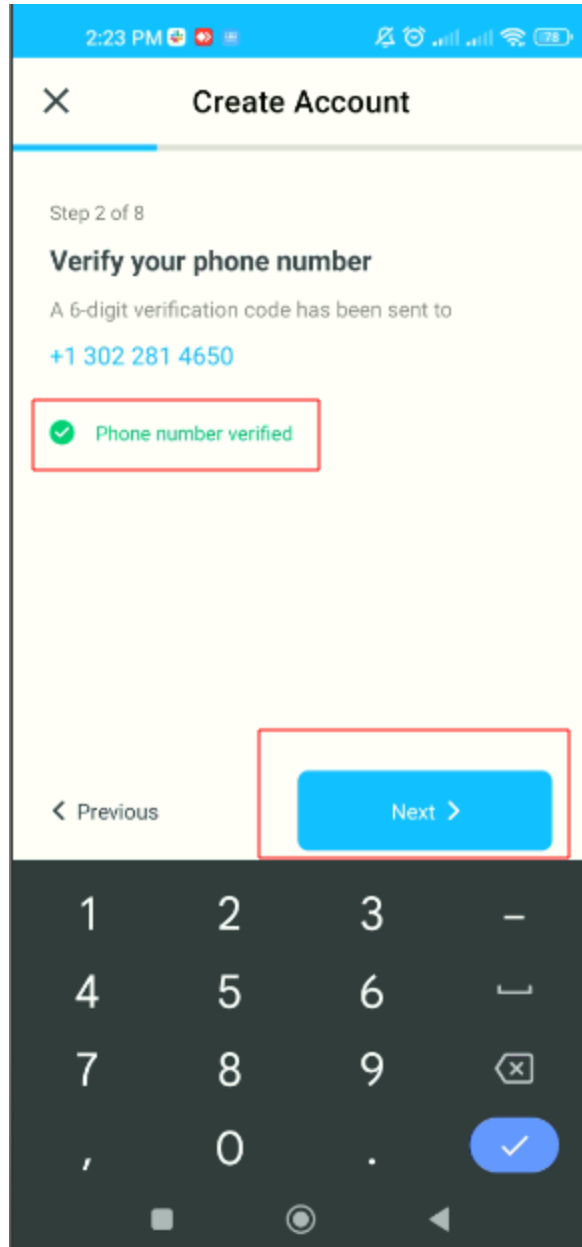 2:23 PM
78
Create Account
Step 2 of 8
Verify your phone number
A 6-digit verification code has been sent to
+1 302 281 4650
Phone number verified
Previous
Next
1 2 3 –
4 5 6
7 8 9
, 0 .